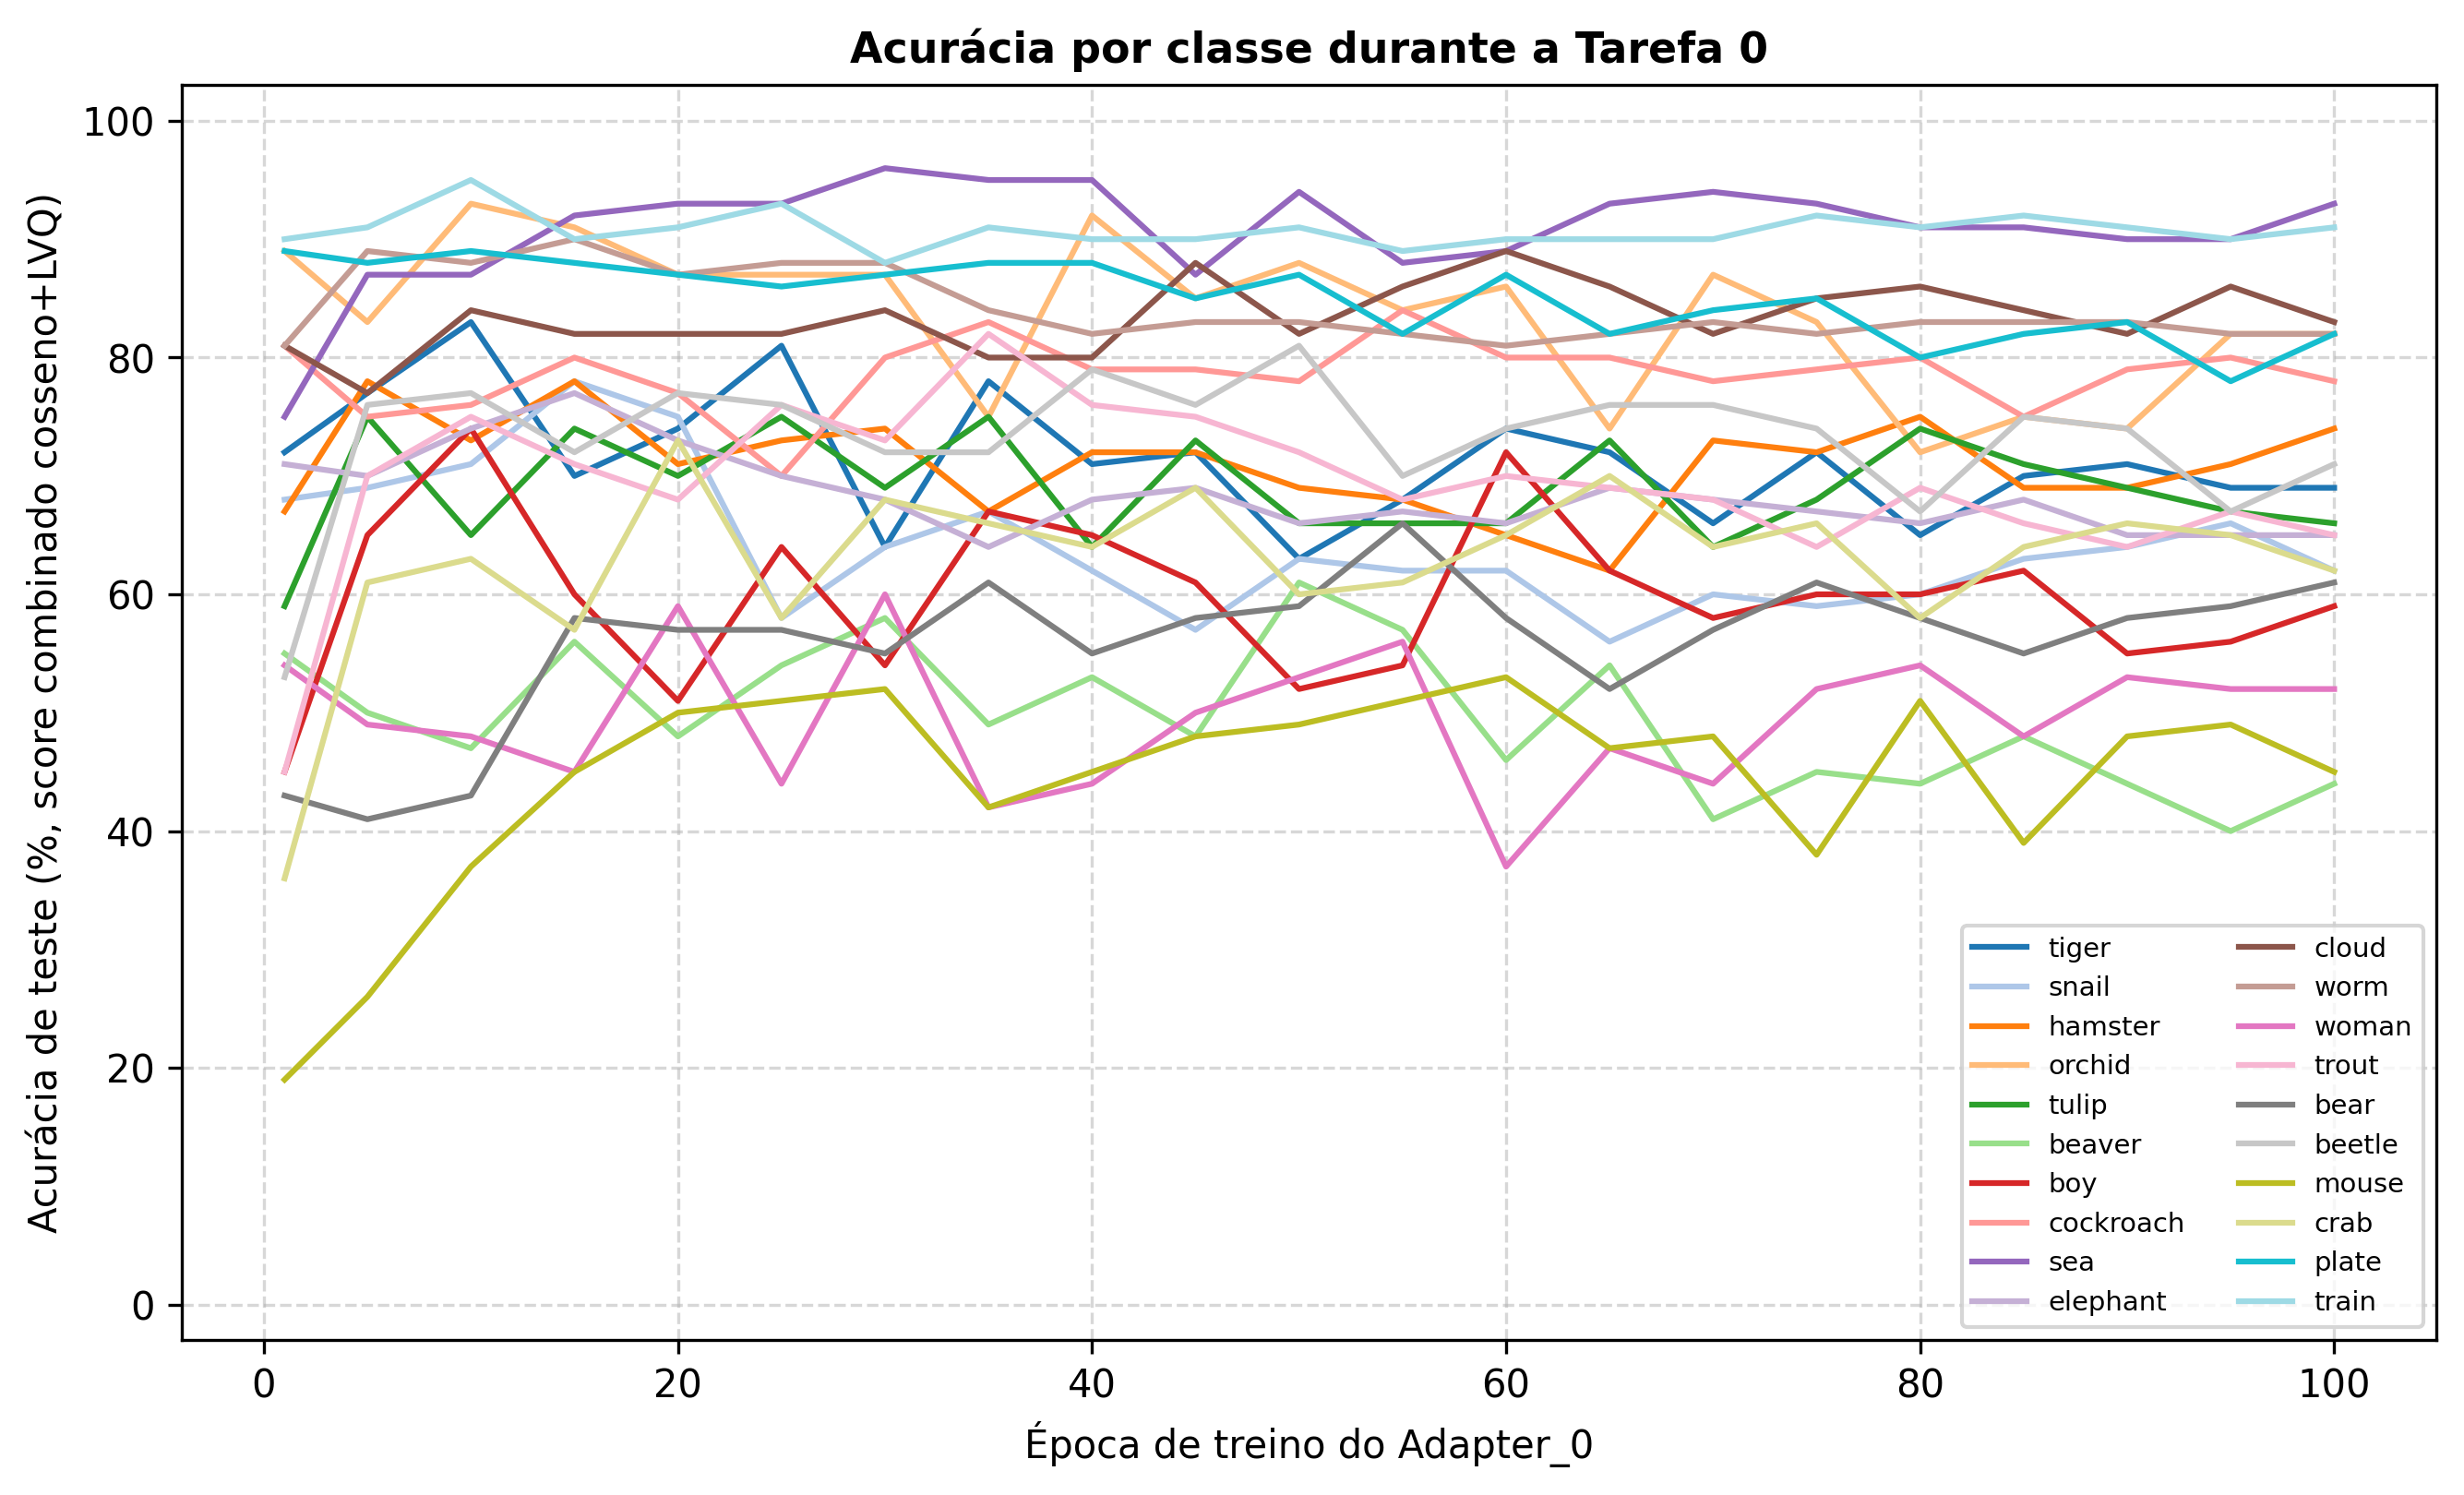 Acurácia por classe durante a Tarefa 0
Acurácia de teste (%, score combinado cosseno+LVQ)
100
80
60
40
20
0
0 20 40 60 80 100
Época de treino do Adapter_0
tiger
snail
hamster
orchid
tulip
beaver
boy
cockroach
sea
elephant
cloud
worm
woman
trout
bear
beetle
mouse
crab
plate
train